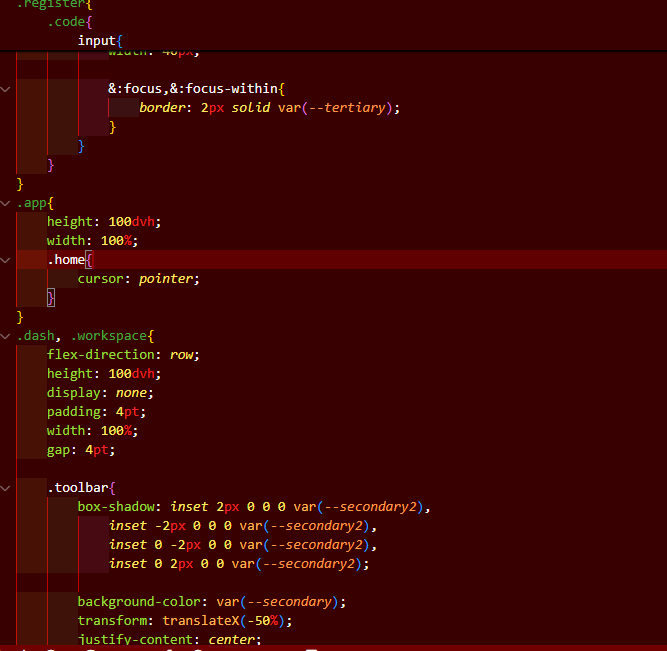 .register{
.code{
input{
width: 40px;
&:focus,&:focus-within{
border: 2px solid var(--tertiary);
}
}
}
}
.app{
height: 100dvh;
width: 100%;
.home{
cursor: pointer;
}
}
.dash, .workspace{
flex-direction: row;
height: 100dvh;
display: none;
padding: 4pt;
width: 100%;
gap: 4pt;
.toolbar{
box-shadow: inset 2px 0 0 0 var(--secondary2),
inset -2px 0 0 0 var(--secondary2),
inset 0 -2px 0 0 var(--secondary2),
inset 0 2px 0 0 var(--secondary2);
background-color: var(--secondary);
transform: translateX(-50%);
justify-content: center;